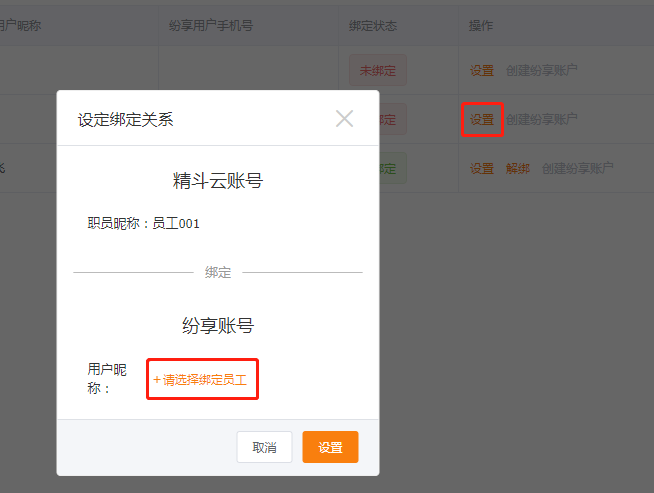 用户昵称 纷享用户手机号 绑定状态 操作
未绑定 设置 创建纷享账户
绑定 设置 创建纷享账户
绑定 设置 解绑 创建纷享账户
设定绑定关系
精斗云账号
职员昵称：员工001
绑定
纷享账号
用户昵
称：
+请选择绑定员工
取消 设置